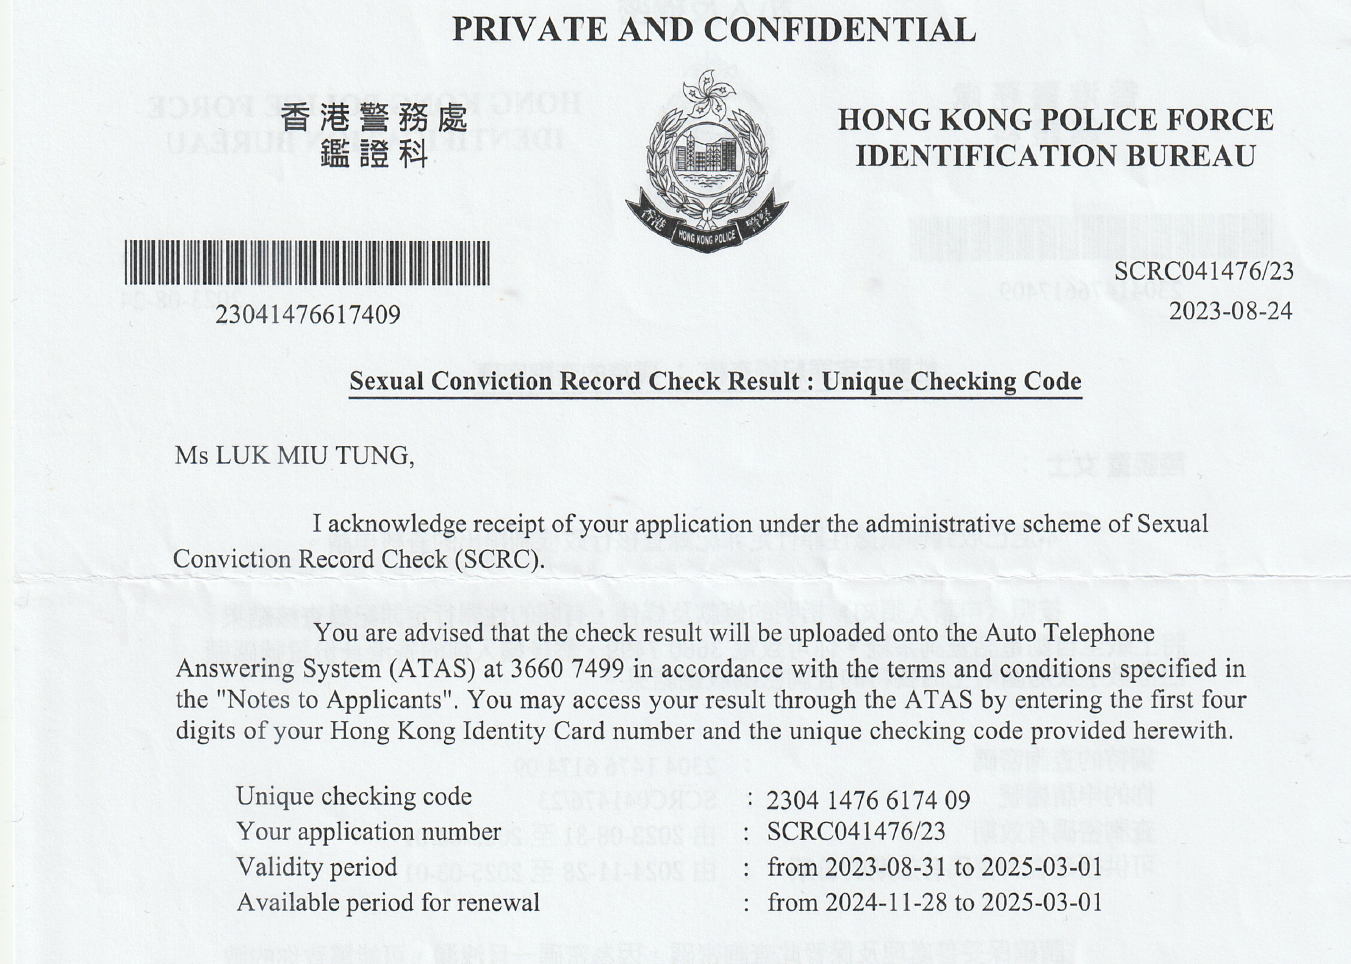 PRIVATE AND CONFIDENTIAL
香港警務處
鑑證科
HONG KONG POLICE FORCE
IDENTIFICATION BUREAU
香港 HONG KONG POLICE 警察
23041476617409
SCRC041476/23
2023-08-24
Sexual Conviction Record Check Result : Unique Checking Code
Ms LUK MIU TUNG,
I acknowledge receipt of your application under the administrative scheme of Sexual
Conviction Record Check (SCRC).
You are advised that the check result will be uploaded onto the Auto Telephone
Answering System (ATAS) at 3660 7499 in accordance with the terms and conditions specified in
the "Notes to Applicants". You may access your result through the ATAS by entering the first four
digits of your Hong Kong Identity Card number and the unique checking code provided herewith.
Unique checking code : 2304 1476 6174 09
Your application number : SCRC041476/23
Validity period : from 2023-08-31 to 2025-03-01
Available period for renewal : from 2024-11-28 to 2025-03-01